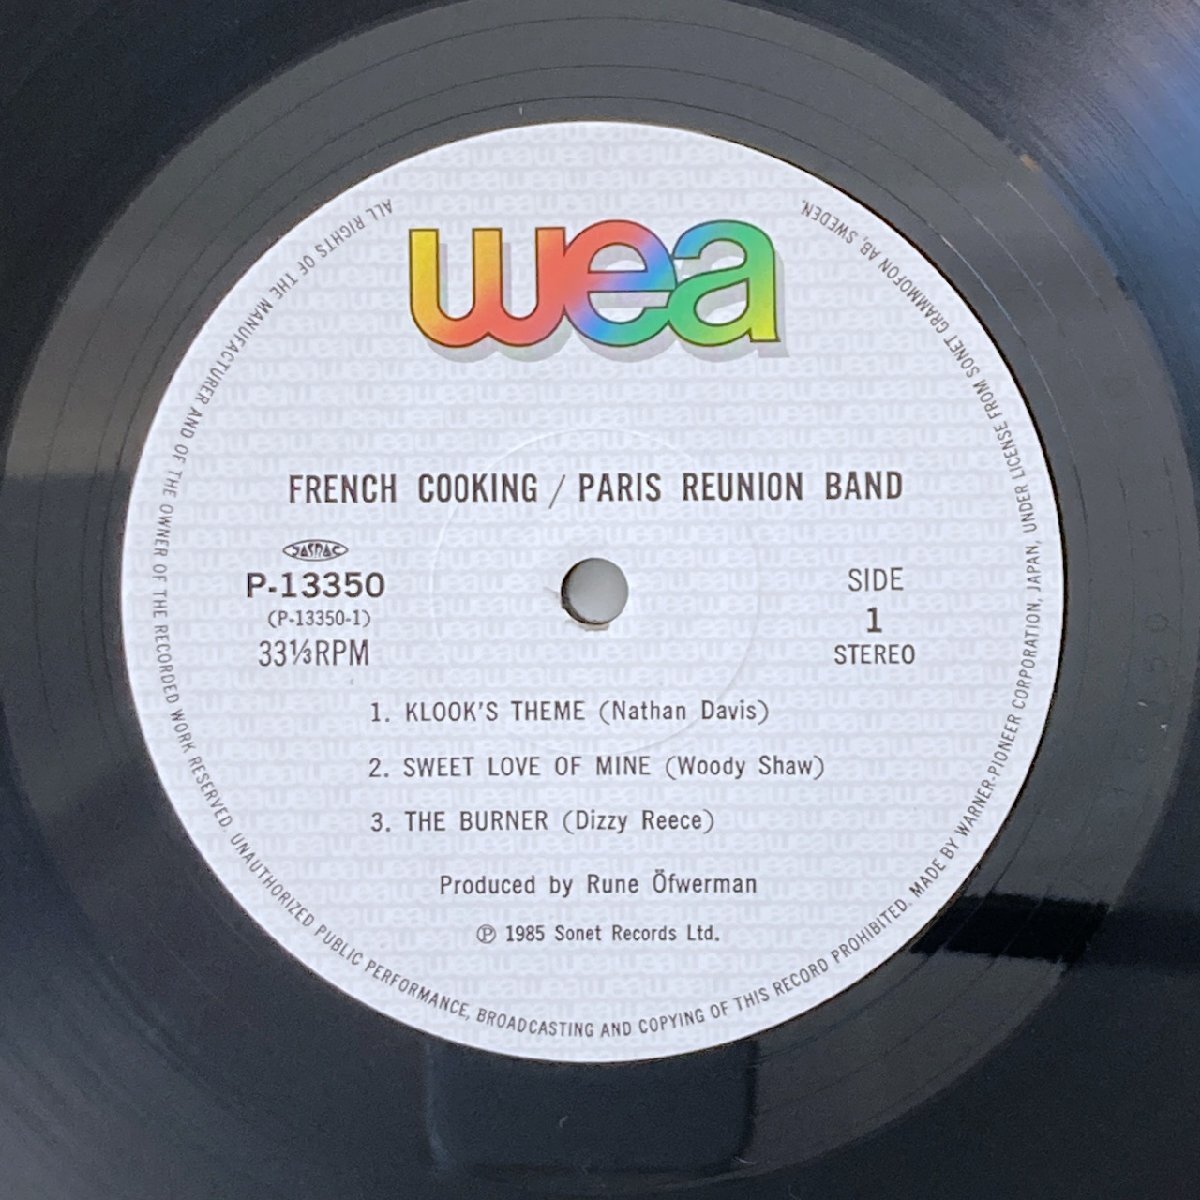 wea
FRENCH COOKING / PARIS REUNION BAND
JASRAC
P-13350
(P-13350-1)
33⅓RPM
SIDE
1
STEREO
1. KLOOK'S THEME (Nathan Davis)
2. SWEET LOVE OF MINE (Woody Shaw)
3. THE BURNER (Dizzy Reece)
Produced by Rune Öfwerman
℗ 1985 Sonet Records Ltd.
ALL RIGHTS OF THE MANUFACTURER AND OF THE OWNER OF THE RECORDED WORK RESERVED. UNAUTHORIZED PUBLIC PERFORMANCE, BROADCASTING AND COPYING OF THIS RECORD PROHIBITED. MADE BY WARNER-PIONEER CORPORATION, JAPAN, UNDER LICENSE FROM SONET GRAMMOFON AB, SWEDEN.